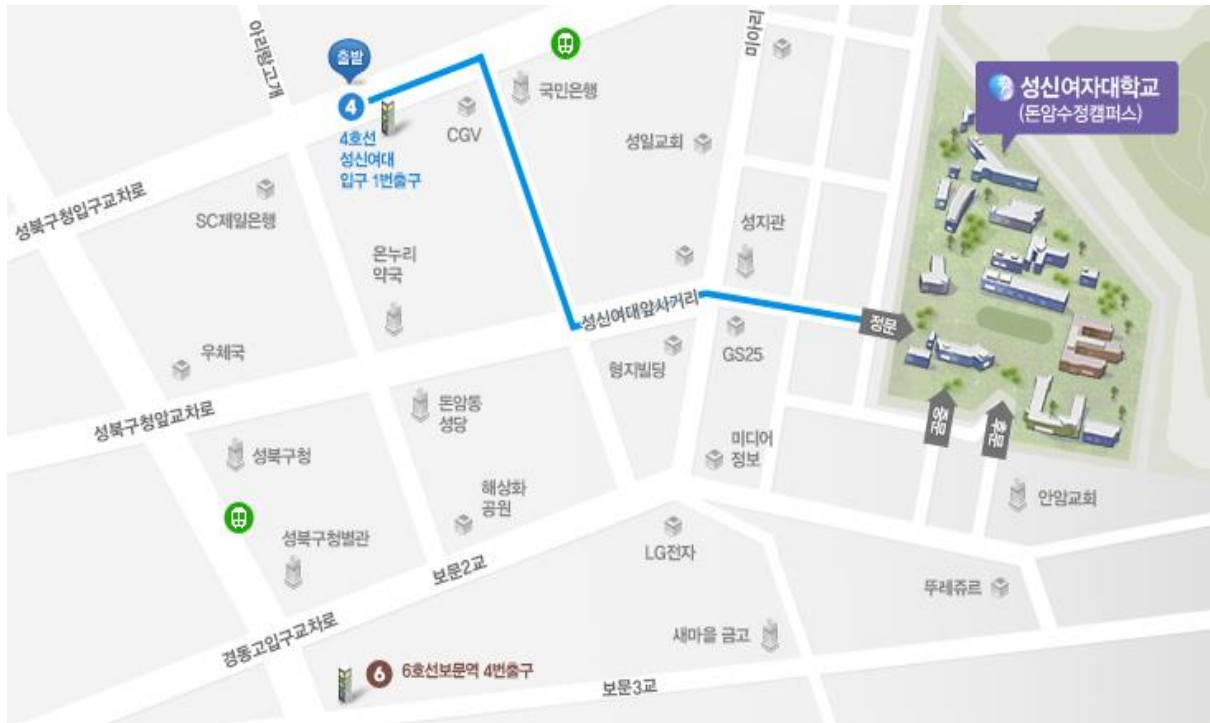 아리랑고개
출발
4
4호선
성신여대
입구 1번출구
CGV
국민은행
미아리
성신여자대학교
(돈암수정캠퍼스)
성일교회
성북구청입구교차로
SC제일은행
온누리
약국
성지관
성신여대앞사거리
정문
우체국
형지빌딩
GS25
성북구청앞교차로
돈암동
성당
중문
후문
성북구청
미디어
정보
해상화
공원
안암교회
성북구청별관
보문2교
LG전자
뚜레쥬르
경동고입구교차로
새마을 금고
6
6호선보문역 4번출구
보문3교